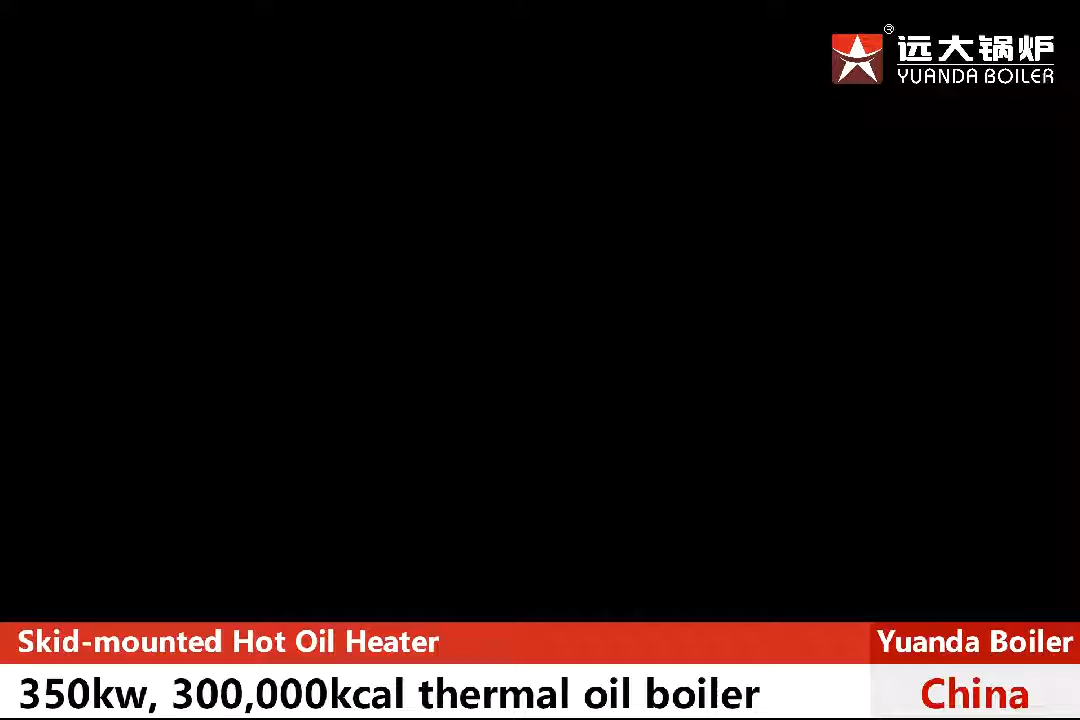 ®
远大锅炉
YUANDA BOILER
Skid-mounted Hot Oil Heater
Yuanda Boiler
350kw, 300,000kcal thermal oil boiler
China